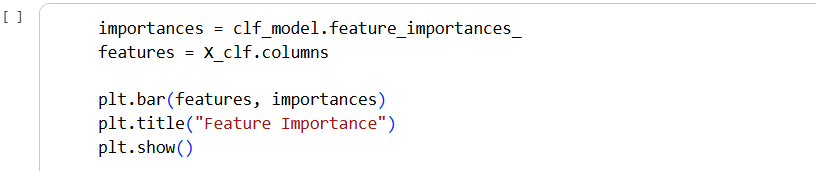 [ ]
importances = clf_model.feature_importances_
features = X_clf.columns
plt.bar(features, importances)
plt.title("Feature Importance")
plt.show()